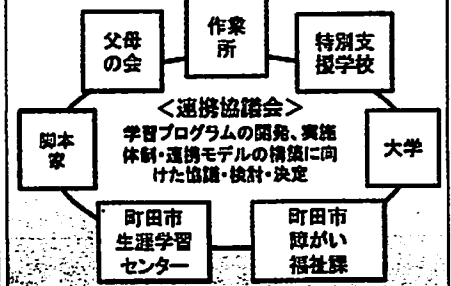 作業
所
父母
の会
特別支
援学校
<連携協議会>
学習プログラムの開発、実施
体制・連携モデルの構築に向
けた協議・検討・決定
脚本
家
大学
町田市
生涯学習
センター
町田市
障がい
福祉課